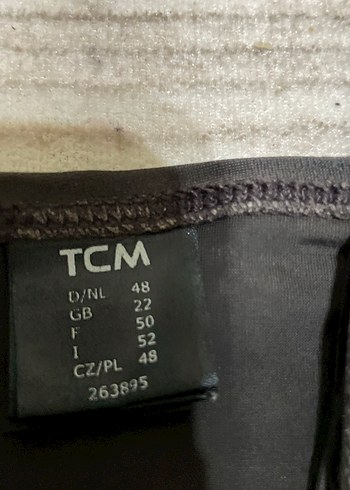 TCM
D/NL 48
GB 22
F 50
I 52
CZ/PL 48
263895